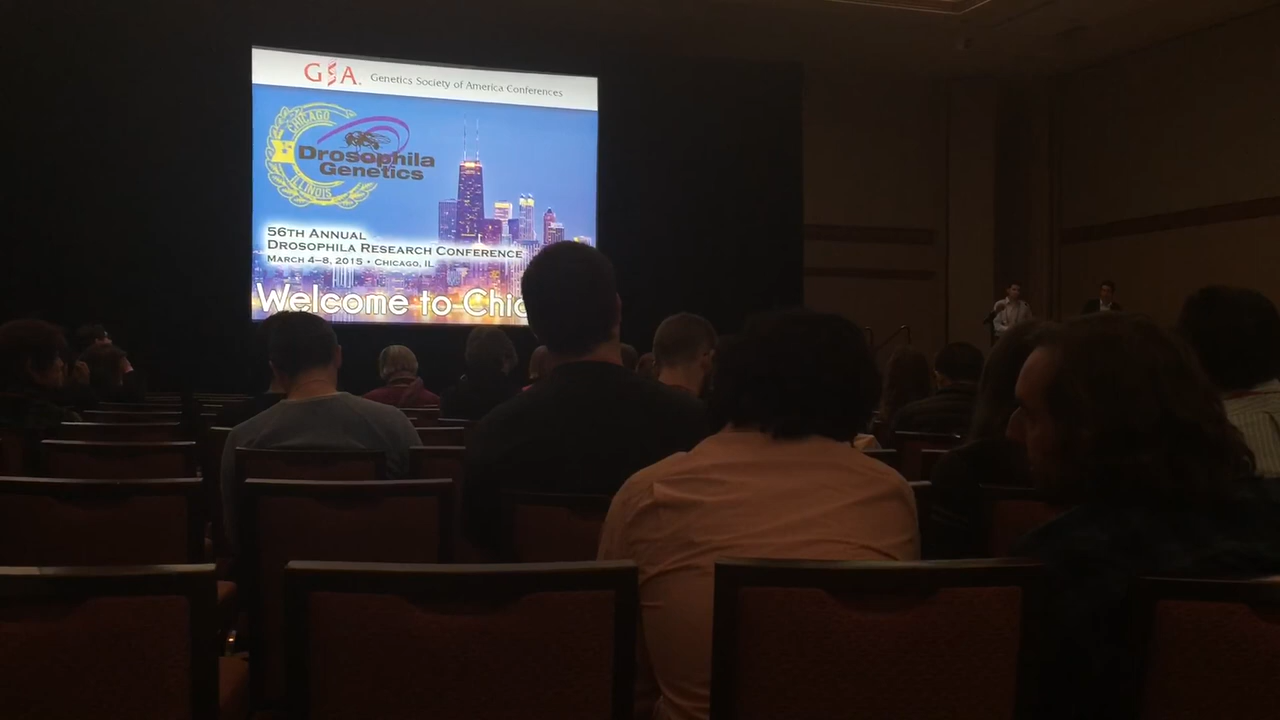 GSA. Genetics Society of America Conferences
CHICAGO
Drosophila
Genetics
ILLINOIS
56TH ANNUAL
DROSOPHILA RESEARCH CONFERENCE
MARCH 4–8, 2015 • CHICAGO, IL
Welcome to Chic